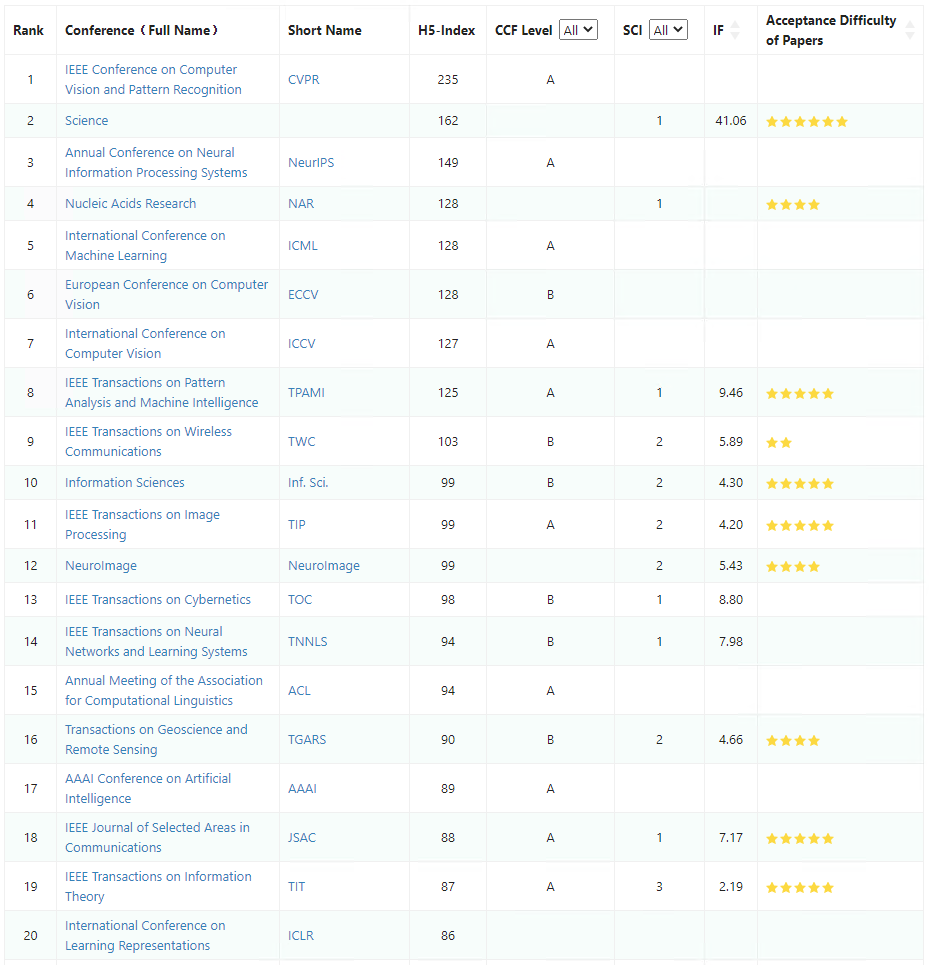 Rank Conference（Full Name） Short Name H5-Index CCF Level All SCI All IF Acceptance Difficulty
of Papers
1 IEEE Conference on Computer
Vision and Pattern Recognition CVPR 235 A
2 Science 162 1 41.06
3 Annual Conference on Neural
Information Processing Systems NeurIPS 149 A
4 Nucleic Acids Research NAR 128 1
5 International Conference on
Machine Learning ICML 128 A
6 European Conference on Computer
Vision ECCV 128 B
7 International Conference on
Computer Vision ICCV 127 A
8 IEEE Transactions on Pattern
Analysis and Machine Intelligence TPAMI 125 A 1 9.46
9 IEEE Transactions on Wireless
Communications TWC 103 B 2 5.89
10 Information Sciences Inf. Sci. 99 B 2 4.30
11 IEEE Transactions on Image
Processing TIP 99 A 2 4.20
12 NeuroImage NeuroImage 99 2 5.43
13 IEEE Transactions on Cybernetics TOC 98 B 1 8.80
14 IEEE Transactions on Neural
Networks and Learning Systems TNNLS 94 B 1 7.98
15 Annual Meeting of the Association
for Computational Linguistics ACL 94 A
16 Transactions on Geoscience and
Remote Sensing TGARS 90 B 2 4.66
17 AAAI Conference on Artificial
Intelligence AAAI 89 A
18 IEEE Journal of Selected Areas in
Communications JSAC 88 A 1 7.17
19 IEEE Transactions on Information
Theory TIT 87 A 3 2.19
20 International Conference on
Learning Representations ICLR 86